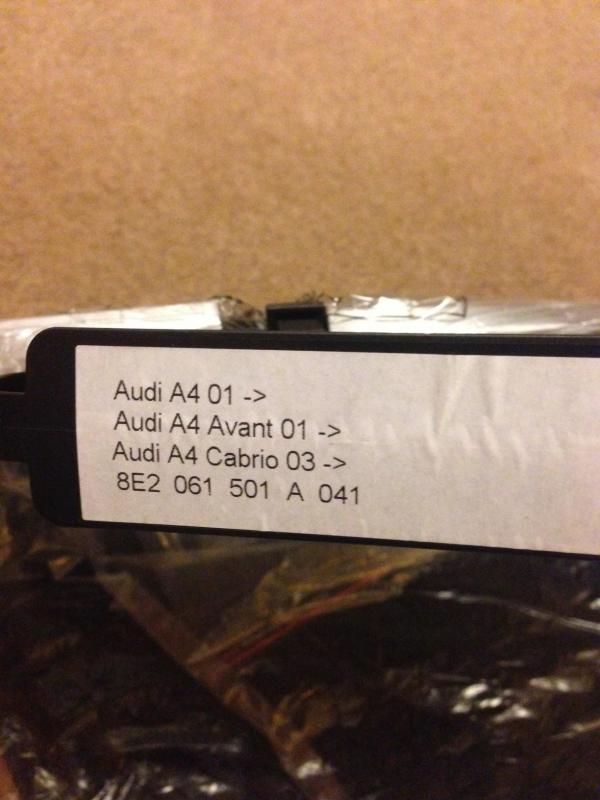 Audi A4 01 ->
Audi A4 Avant 01 ->
Audi A4 Cabrio 03 ->
8E2 061 501 A 041